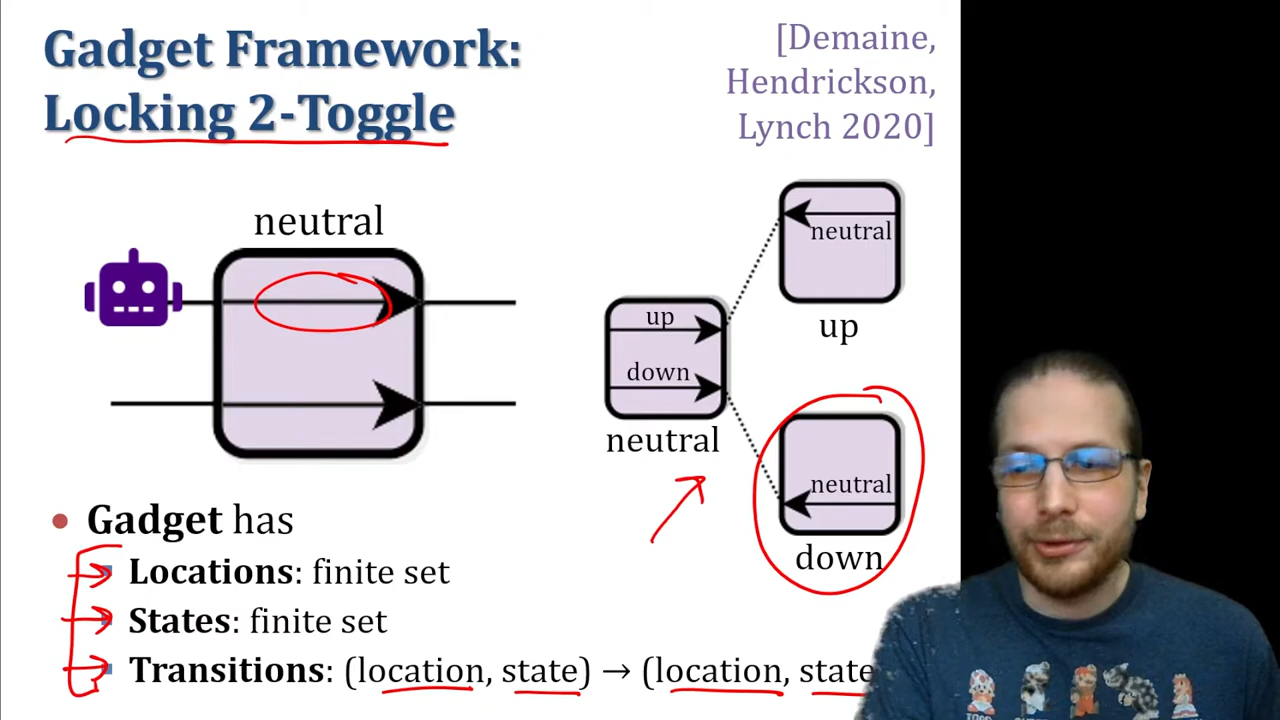 Gadget Framework:
Locking 2-Toggle
[Demaine,
Hendrickson,
Lynch 2020]
neutral
up
down
neutral
neutral
up
neutral
down
• Gadget has
Locations: finite set
States: finite set
Transitions: (location, state) → (location, state